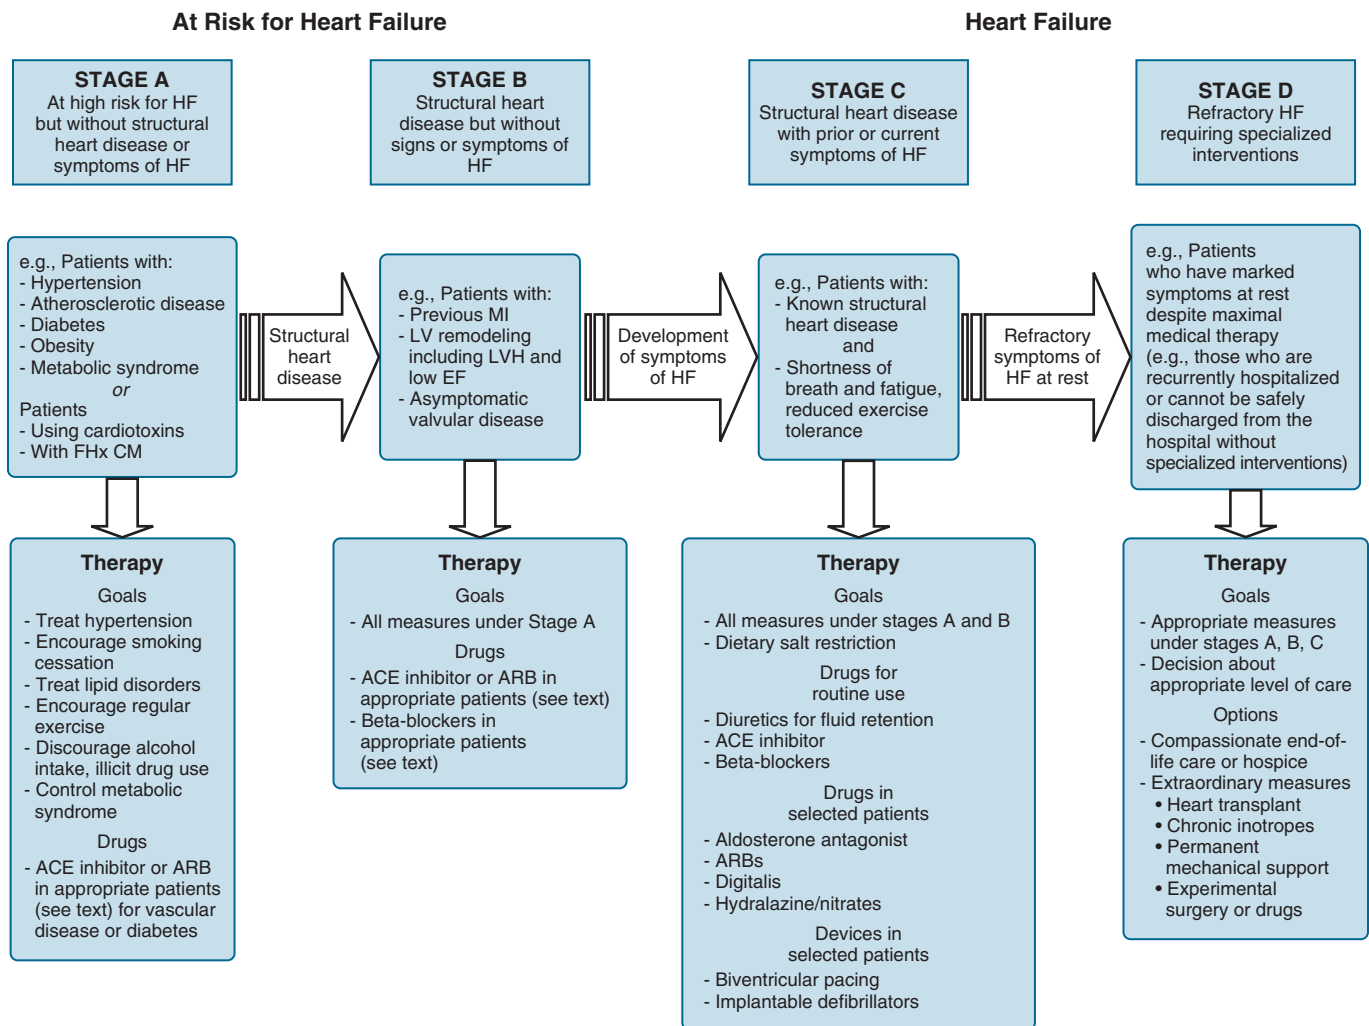 At Risk for Heart Failure
Heart Failure
STAGE A
At high risk for HF
but without structural
heart disease or
symptoms of HF
STAGE B
Structural heart
disease but without
signs or symptoms of
HF
STAGE C
Structural heart disease
with prior or current
symptoms of HF
STAGE D
Refractory HF
requiring specialized
interventions
e.g., Patients with:
- Hypertension
- Atherosclerotic disease
- Diabetes
- Obesity
- Metabolic syndrome
or
Patients
- Using cardiotoxins
- With FHx CM
Structural
heart
disease
e.g., Patients with:
- Previous MI
- LV remodeling
including LVH and
low EF
- Asymptomatic
valvular disease
Development
of symptoms
of HF
e.g., Patients with:
- Known structural
heart disease
and
- Shortness of
breath and fatigue,
reduced exercise
tolerance
Refractory
symptoms of
HF at rest
e.g., Patients
who have marked
symptoms at rest
despite maximal
medical therapy
(e.g., those who are
recurrently hospitalized
or cannot be safely
discharged from the
hospital without
specialized interventions)
Therapy
Goals
- Treat hypertension
- Encourage smoking
cessation
- Treat lipid disorders
- Encourage regular
exercise
- Discourage alcohol
intake, illicit drug use
- Control metabolic
syndrome
Drugs
- ACE inhibitor or ARB
in appropriate patients
(see text) for vascular
disease or diabetes
Therapy
Goals
- All measures under Stage A
Drugs
- ACE inhibitor or ARB in
appropriate patients (see text)
- Beta-blockers in
appropriate patients
(see text)
Therapy
Goals
- All measures under stages A and B
- Dietary salt restriction
Drugs for
routine use
- Diuretics for fluid retention
- ACE inhibitor
- Beta-blockers
Drugs in
selected patients
- Aldosterone antagonist
- ARBs
- Digitalis
- Hydralazine/nitrates
Devices in
selected patients
- Biventricular pacing
- Implantable defibrillators
Therapy
Goals
- Appropriate measures
under stages A, B, C
- Decision about
appropriate level of care
Options
- Compassionate end-of-
life care or hospice
- Extraordinary measures
• Heart transplant
• Chronic inotropes
• Permanent
mechanical support
• Experimental
surgery or drugs